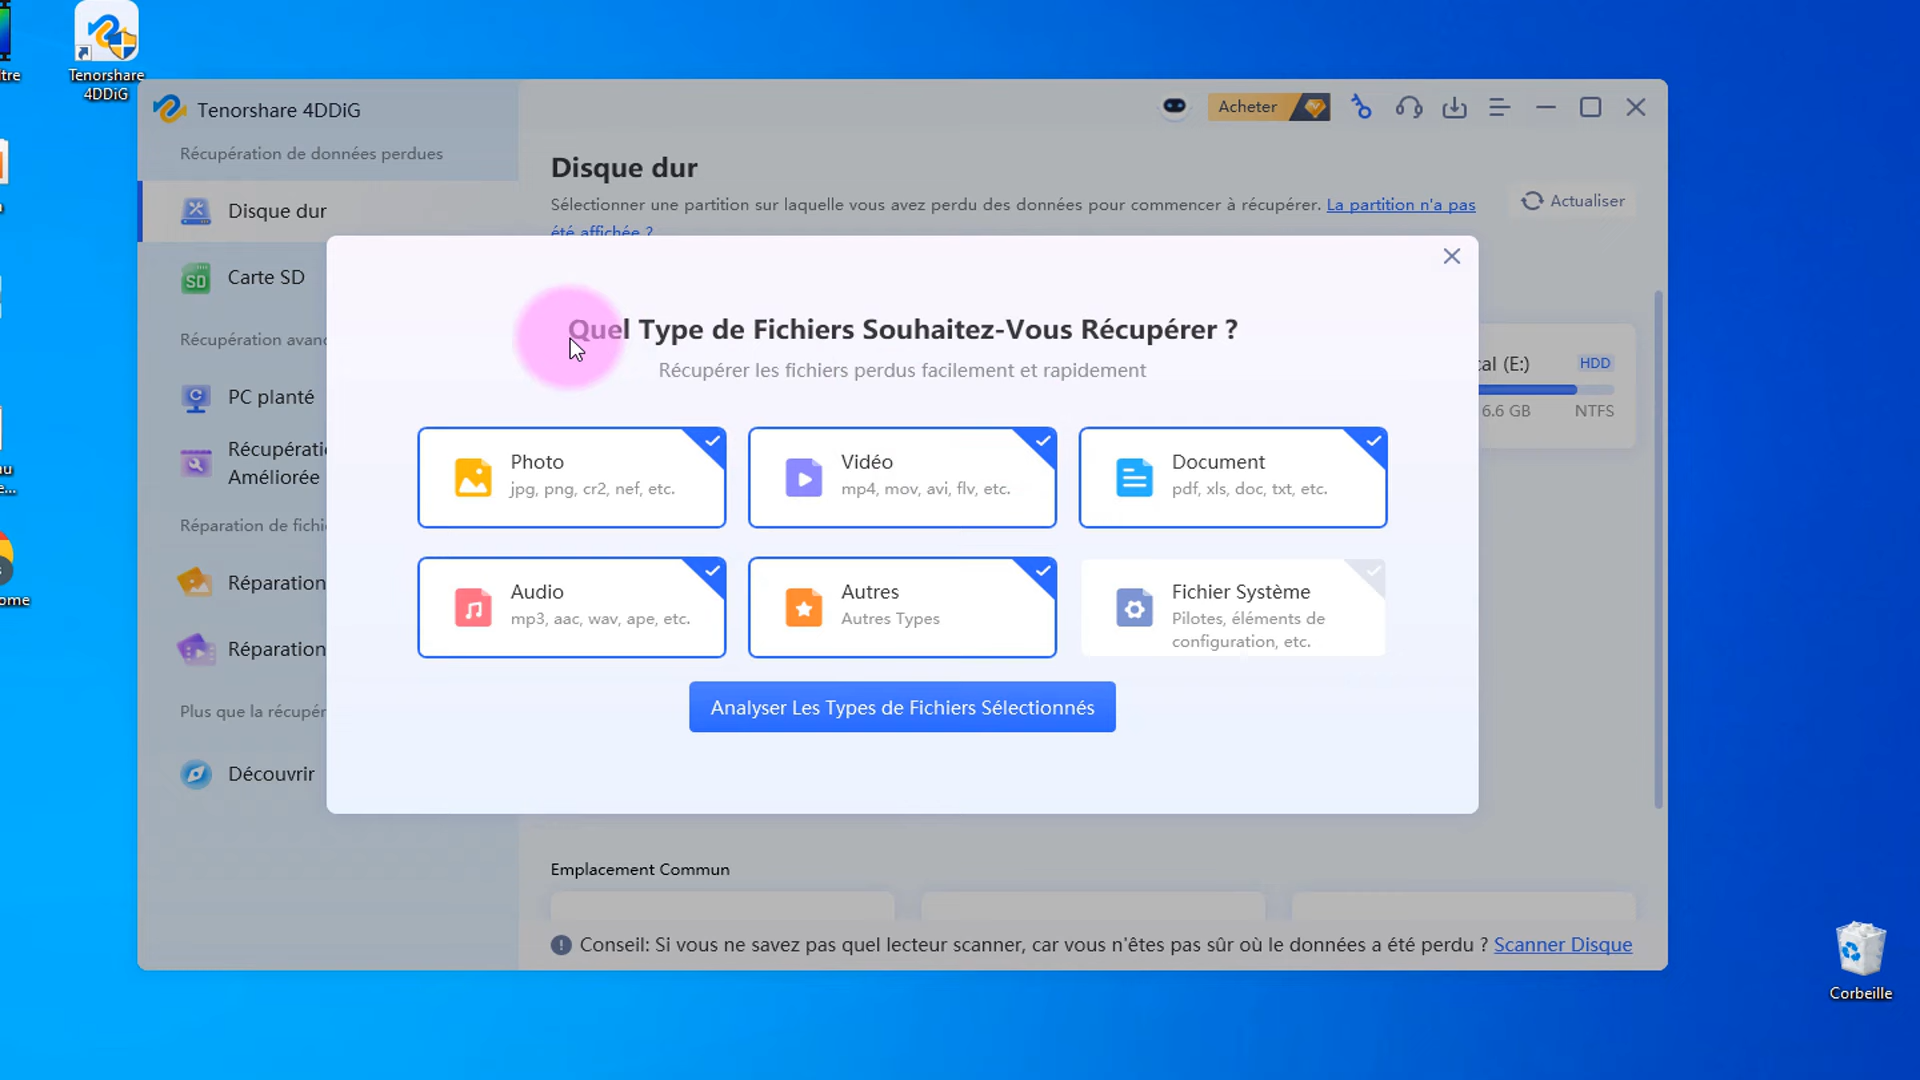 Tenorshare
4DDiG
Tenorshare 4DDiG
Acheter
Récupération de données perdues
Disque dur
Carte SD
PC planté
Améliorée
Réparation
Réparation
Découvrir
Disque dur
Sélectionner une partition sur laquelle vous avez perdu des données pour commencer à récupérer. La partition n'a pas
été affichée ?
Actualiser
(E:)
HDD
6.6 GB
NTFS
Quel Type de Fichiers Souhaitez-Vous Récupérer ?
Récupérer les fichiers perdus facilement et rapidement
Photo
jpg, png, cr2, nef, etc.
Vidéo
mp4, mov, avi, flv, etc.
Document
pdf, xls, doc, txt, etc.
Audio
mp3, aac, wav, ape, etc.
Autres
Autres Types
Fichier Système
Pilotes, éléments de
configuration, etc.
Analyser Les Types de Fichiers Sélectionnés
Emplacement Commun
Conseil: Si vous ne savez pas quel lecteur scanner, car vous n'êtes pas sûr où le données a été perdu ? Scanner Disque
Corbeille